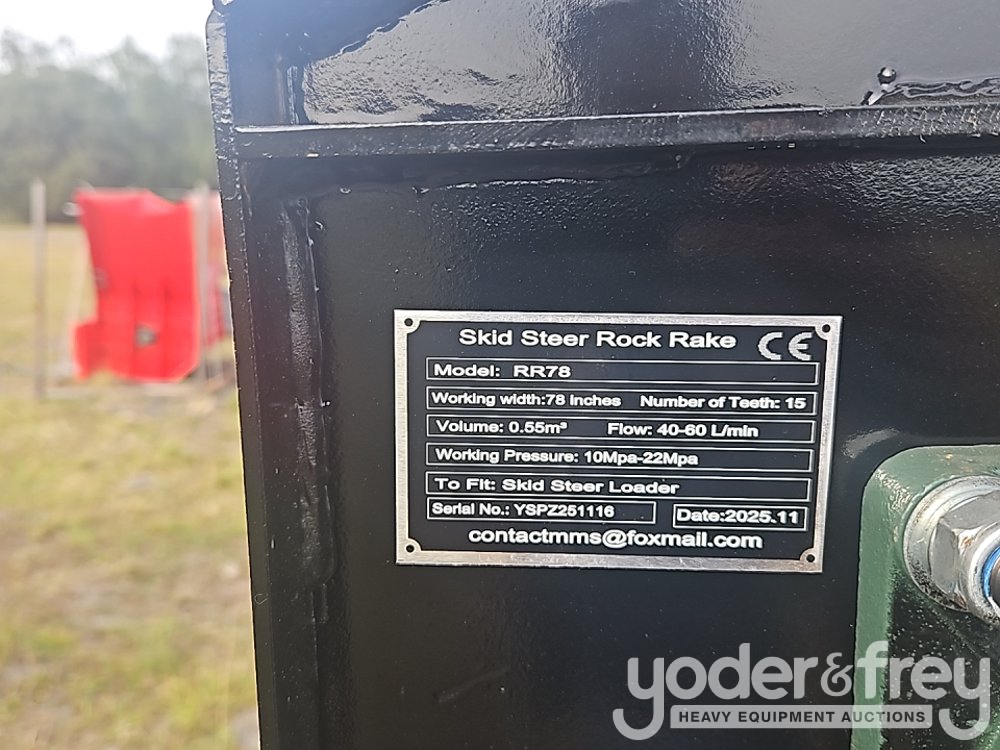 Skid Steer Rock Rake CE
Model: RR78
Working width:78 inches Number of Teeth: 15
Volume: 0.55m³ Flow: 40-60 L/min
Working Pressure: 10Mpa-22Mpa
To Fit: Skid Steer Loader
Serial No.: YSPZ251116 Date:2025.11
contactmms@foxmail.com
yoder&frey
HEAVY EQUIPMENT AUCTIONS